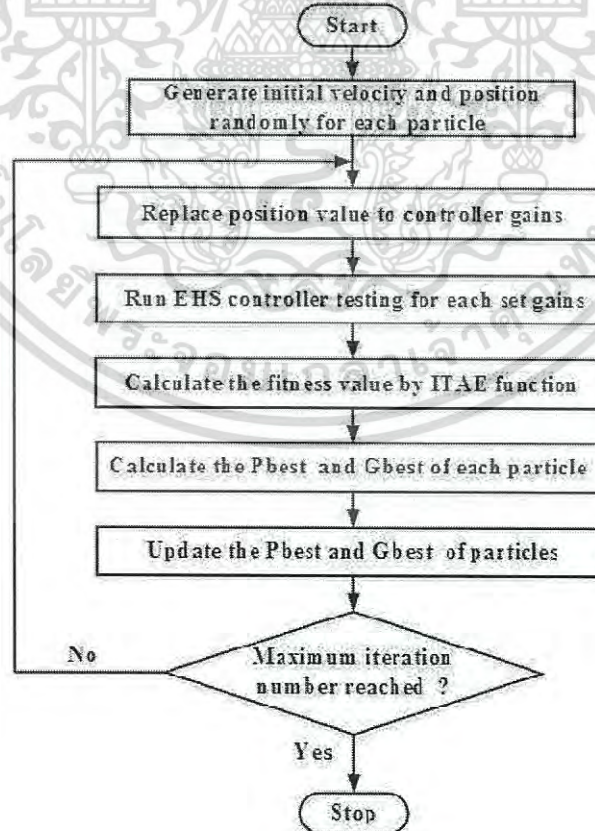 Start
Generate initial velocity and position
randomly for each particle
Replace position value to controller gains
Run EHS controller testing for each set gains
Calculate the fitness value by ITAE function
Calculate the Pbest and Gbest of each particle
Update the Pbest and Gbest of particles
No
Maximum iteration
number reached ?
Yes
Stop